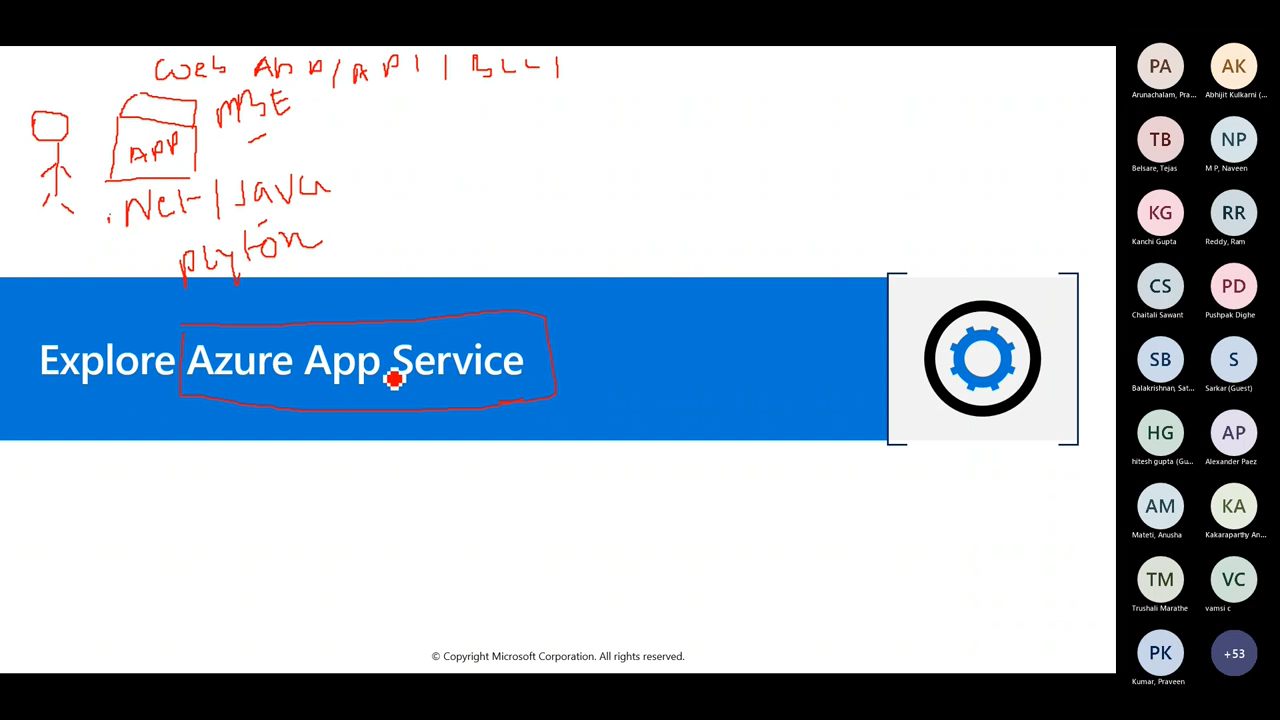 Web App/API/
APP
.Net/Java
phyton
Explore Azure App Service
© Copyright Microsoft Corporation. All rights reserved.
PA AK
Arunachalam, Pra... Abhijit Kulkarni (...
TB NP
Belsare, Tejas M P, Naveen
KG RR
Kanchi Gupta Reddy, Ram
CS PD
Chaitali Sawant Pushpak Dighe
SB S
Balakrishnan, Sat... Sarkar (Guest)
HG AP
hitesh gupta (Gu... Alexander Paez
AM KA
Mateti, Anusha Kakaraparthy An...
TM VC
Trushali Marathe vamsi c
PK +53
Kumar, Praveen